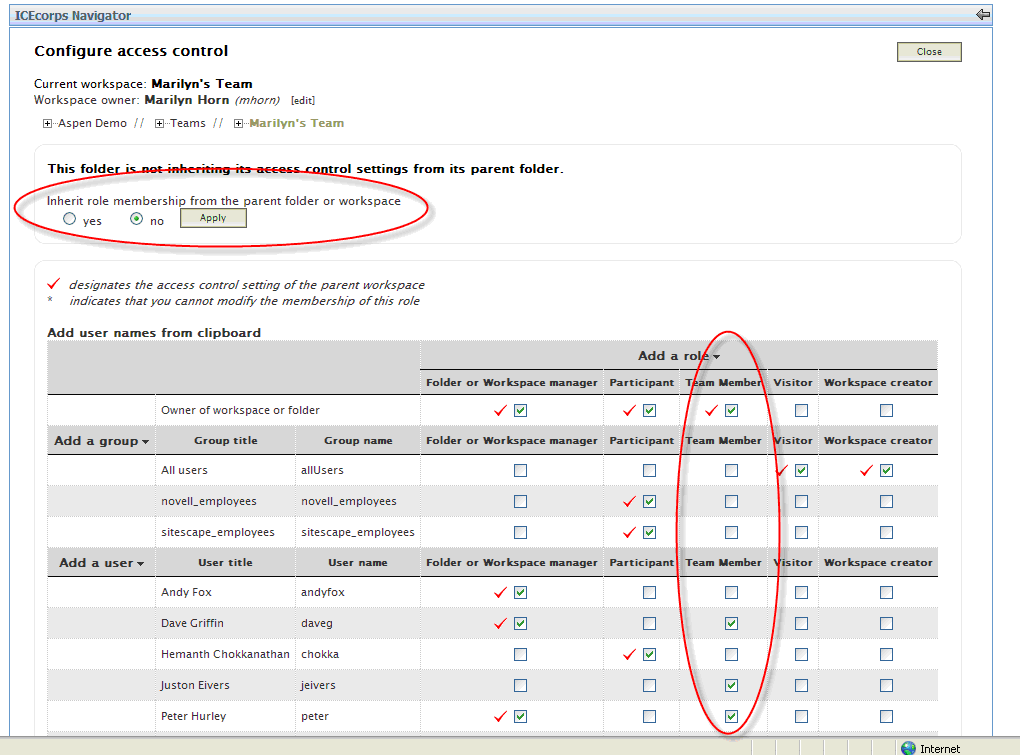 ICEcorps Navigator
Configure access control
Close
Current workspace: Marilyn's Team
Workspace owner: Marilyn Horn (mhorn) [edit]
Aspen Demo // Teams // Marilyn's Team
This folder is not inheriting its access control settings from its parent folder.
Inherit role membership from the parent folder or workspace
yes no Apply
designates the access control setting of the parent workspace
* indicates that you cannot modify the membership of this role
Add user names from clipboard
Add a role
Folder or Workspace manager Participant Team Member Visitor Workspace creator
Owner of workspace or folder
Add a group Group title Group name Folder or Workspace manager Participant Team Member Visitor Workspace creator
All users allUsers
novell_employees novell_employees
sitescape_employees sitescape_employees
Add a user User title User name Folder or Workspace manager Participant Team Member Visitor Workspace creator
Andy Fox andyfox
Dave Griffin daveg
Hemanth Chokkanathan chokka
Juston Eivers jeivers
Peter Hurley peter
Internet